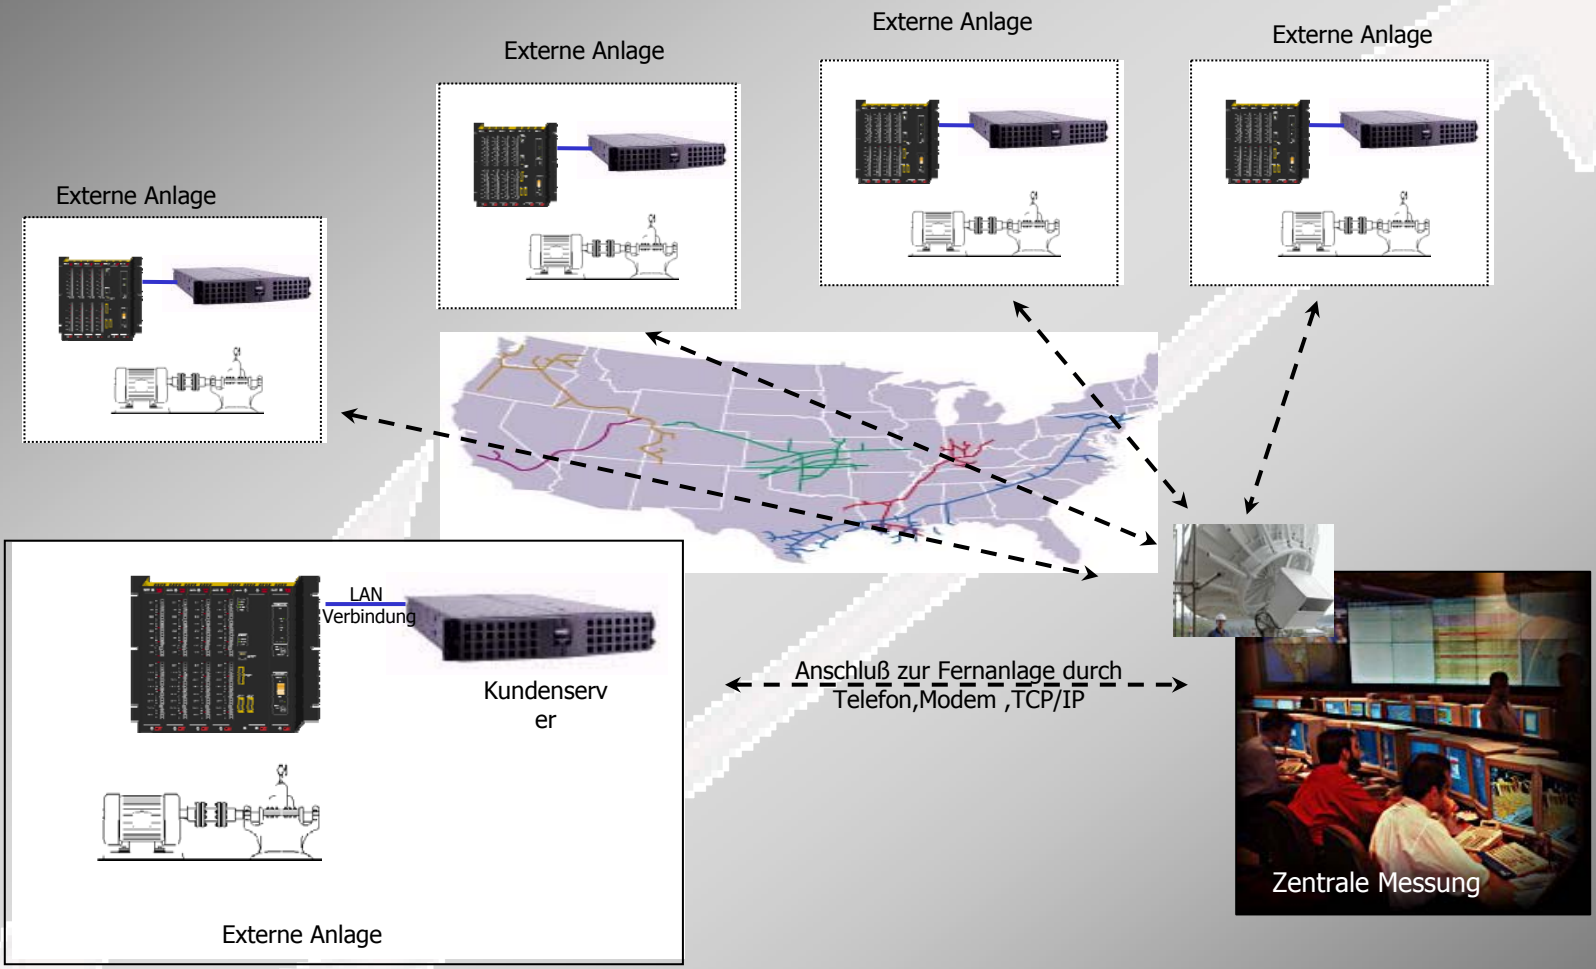 Externe Anlage
Externe Anlage
Externe Anlage
Externe Anlage
LAN
Verbindung
Kundenserv
er
Anschluß zur Fernanlage durch
Telefon,Modem ,TCP/IP
Zentrale Messung
Externe Anlage